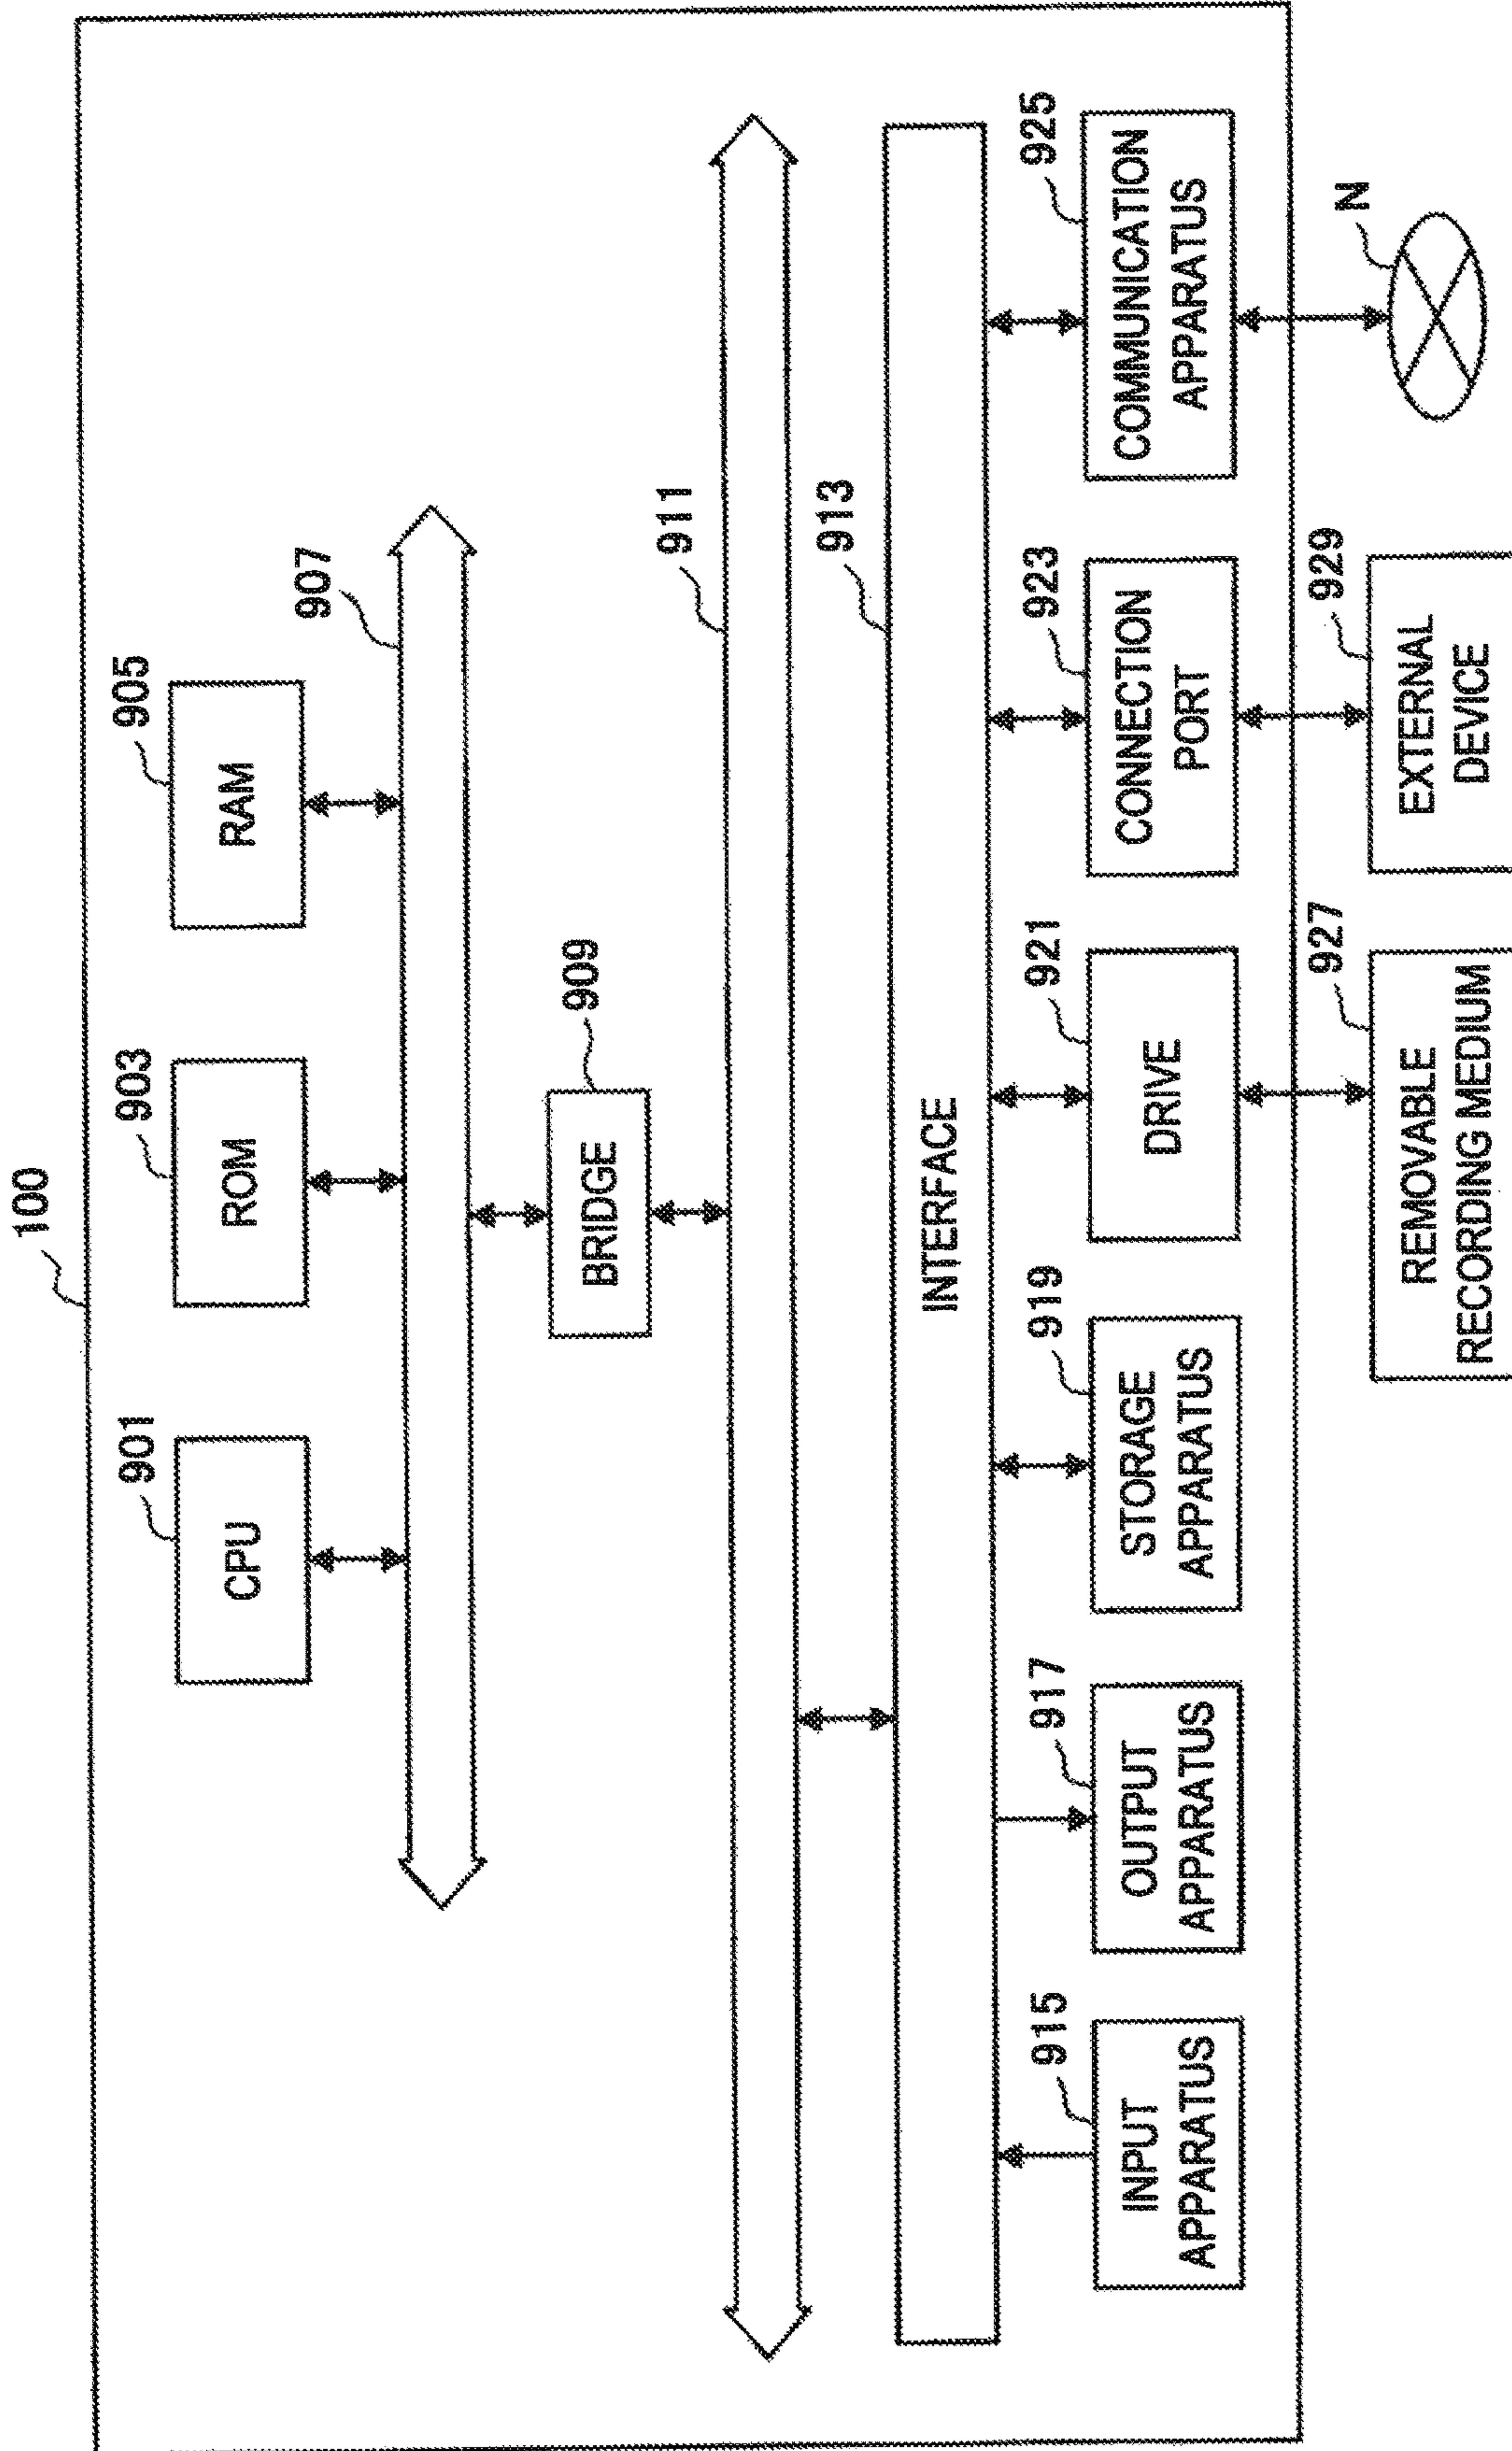 100
901
CPU
903
ROM
905
RAM
907
909
BRIDGE
911
913
INTERFACE
915
INPUT
APPARATUS
917
OUTPUT
APPARATUS
919
STORAGE
APPARATUS
921
DRIVE
923
CONNECTION
PORT
925
COMMUNICATION
APPARATUS
927
REMOVABLE
RECORDING MEDIUM
929
EXTERNAL
DEVICE
N